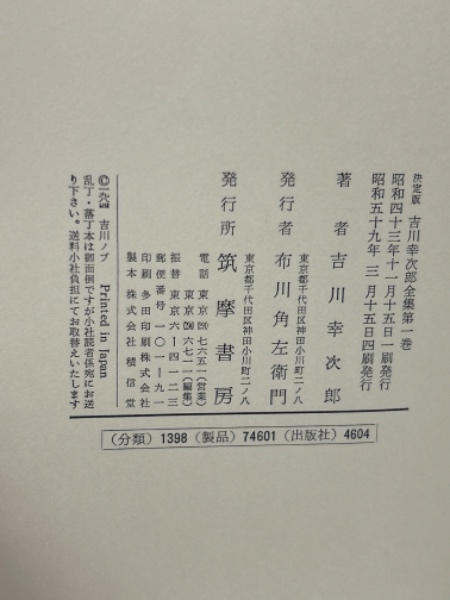 決定版 吉川幸次郎全集第一巻
昭和四十三年十一月十五日一刷発行
昭和五十九年 三 月十五日四刷発行
著 者 吉川幸次郎
東京都千代田区神田小川町二ノ八
発行者 布川角左衛門
東京都千代田区神田小川町二ノ八
発行所 筑摩書房
電話 東京(291)七六五一(営業)
東京(291)六七一一(編集)
振替 東京六ー四一二三
郵便番号 一〇一ー九一
印刷 多田印刷株式会社
製本 株式会社 積信堂
©一九八四 吉川ノブ Printed in Japan
乱丁・落丁本は御面倒ですが小社読者係宛にお送
り下さい。送料小社負担にてお取替えいたします
(分類) 1398 (製品) 74601 (出版社) 4604